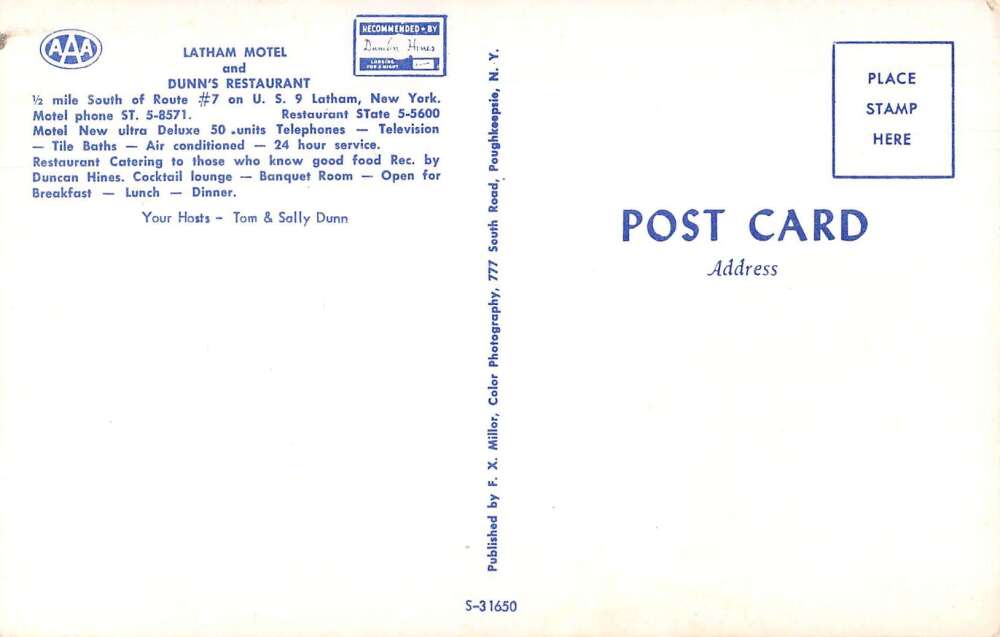 AAA
LATHAM MOTEL
and
DUNN'S RESTAURANT
½ mile South of Route #7 on U. S. 9 Latham, New York.
Motel phone ST. 5-8571. Restaurant STate 5-5600
Motel New ultra Deluxe 50 .units Telephones — Television
— Tile Baths — Air conditioned — 24 hour service.
Restaurant Catering to those who know good food Rec. by
Duncan Hines. Cocktail lounge — Banquet Room — Open for
Breakfast — Lunch — Dinner.
Your Hosts – Tom & Sally Dunn
RECOMMENDED • BY
Duncan Hines
LODGING
FOR A NIGHT
Published by F. X. Millor, Color Photography, 777 South Road, Poughkeepsie, N. Y.
S-31650
PLACE
STAMP
HERE
POST CARD
Address